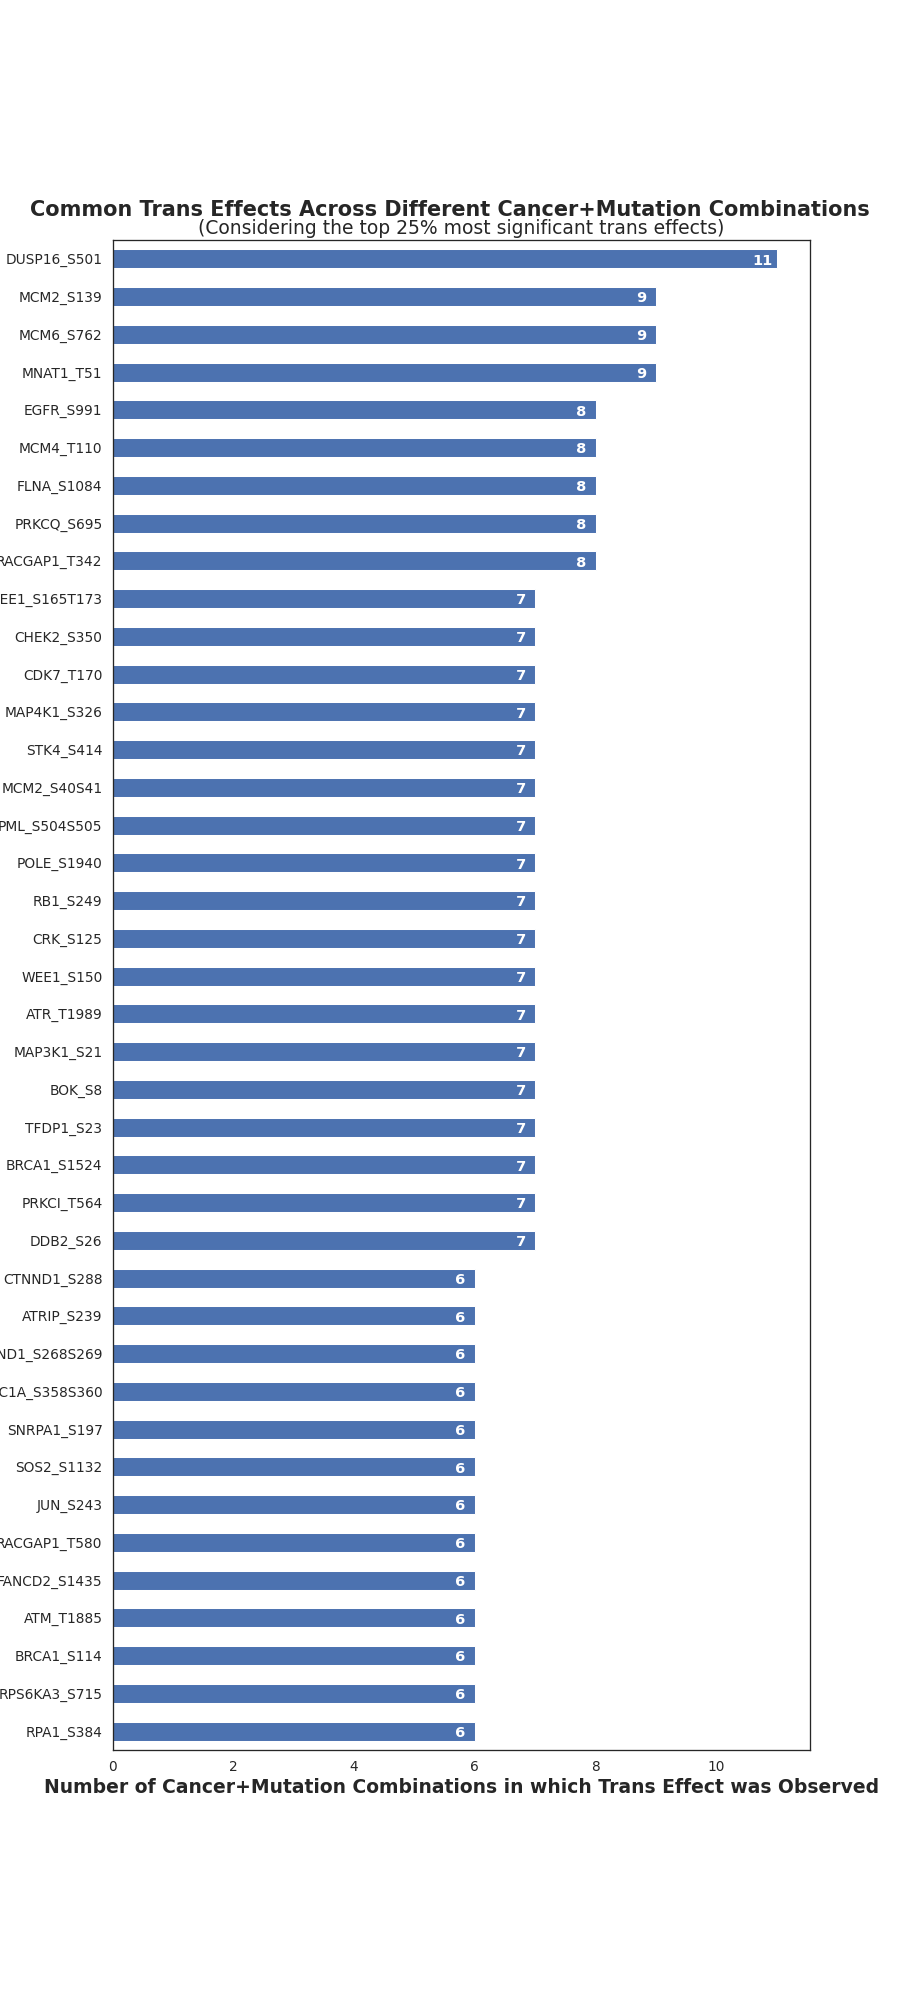 Common Trans Effects Across Different Cancer+Mutation Combinations
(Considering the top 25% most significant trans effects)
DUSP16_S501 11
MCM2_S139 9
MCM6_S762 9
MNAT1_T51 9
EGFR_S991 8
MCM4_T110 8
FLNA_S1084 8
PRKCQ_S695 8
RACGAP1_T342 8
EE1_S165T173 7
CHEK2_S350 7
CDK7_T170 7
MAP4K1_S326 7
STK4_S414 7
MCM2_S40S41 7
PML_S504S505 7
POLE_S1940 7
RB1_S249 7
CRK_S125 7
WEE1_S150 7
ATR_T1989 7
MAP3K1_S21 7
BOK_S8 7
TFDP1_S23 7
BRCA1_S1524 7
PRKCI_T564 7
DDB2_S26 7
CTNND1_S288 6
ATRIP_S239 6
ND1_S268S269 6
C1A_S358S360 6
SNRPA1_S197 6
SOS2_S1132 6
JUN_S243 6
RACGAP1_T580 6
FANCD2_S1435 6
ATM_T1885 6
BRCA1_S114 6
RPS6KA3_S715 6
RPA1_S384 6
0 2 4 6 8 10
Number of Cancer+Mutation Combinations in which Trans Effect was Observed